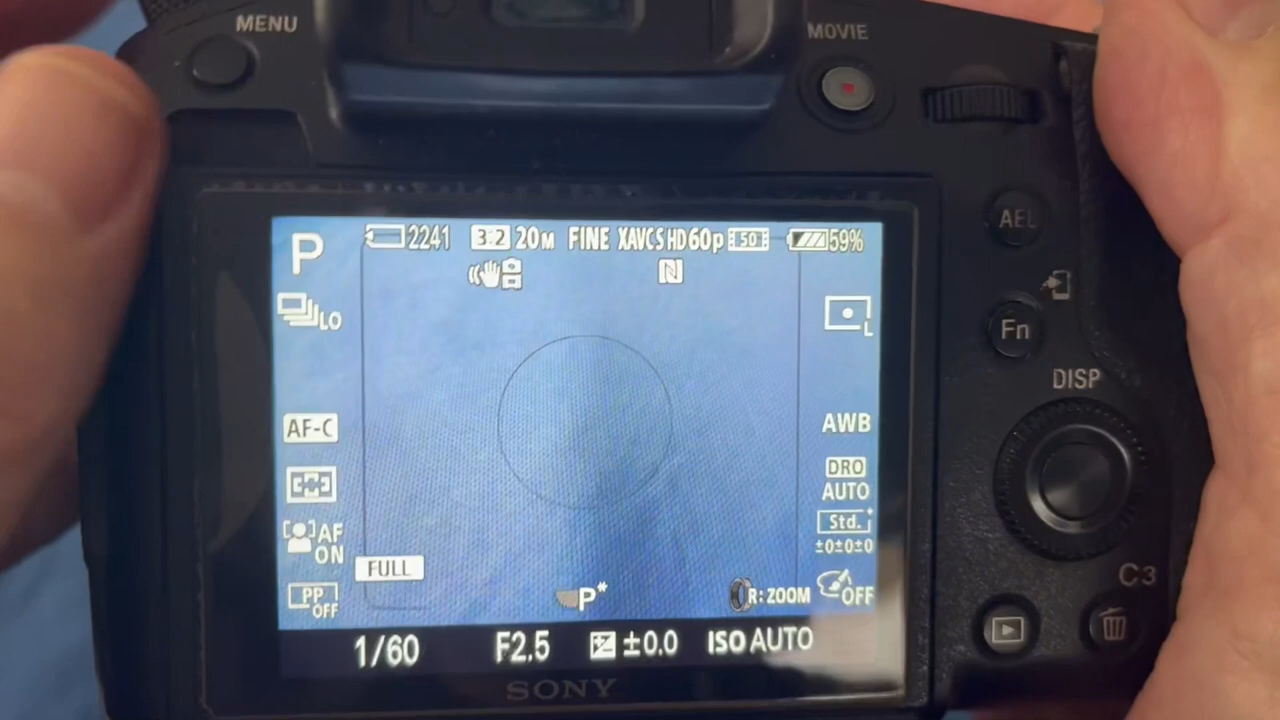 MENU
MOVIE
P 2241 3:2 20M FINE XAVC S HD 60p 50 59%
N
LO
L
AEL
Fn
DISP
AF-C
AWB
DRO
AUTO
AF
ON
Std.
±0±0±0
FULL
PP
OFF
P*
R: ZOOM
OFF
C3
1/60 F2.5 ±0.0 ISO AUTO
SONY